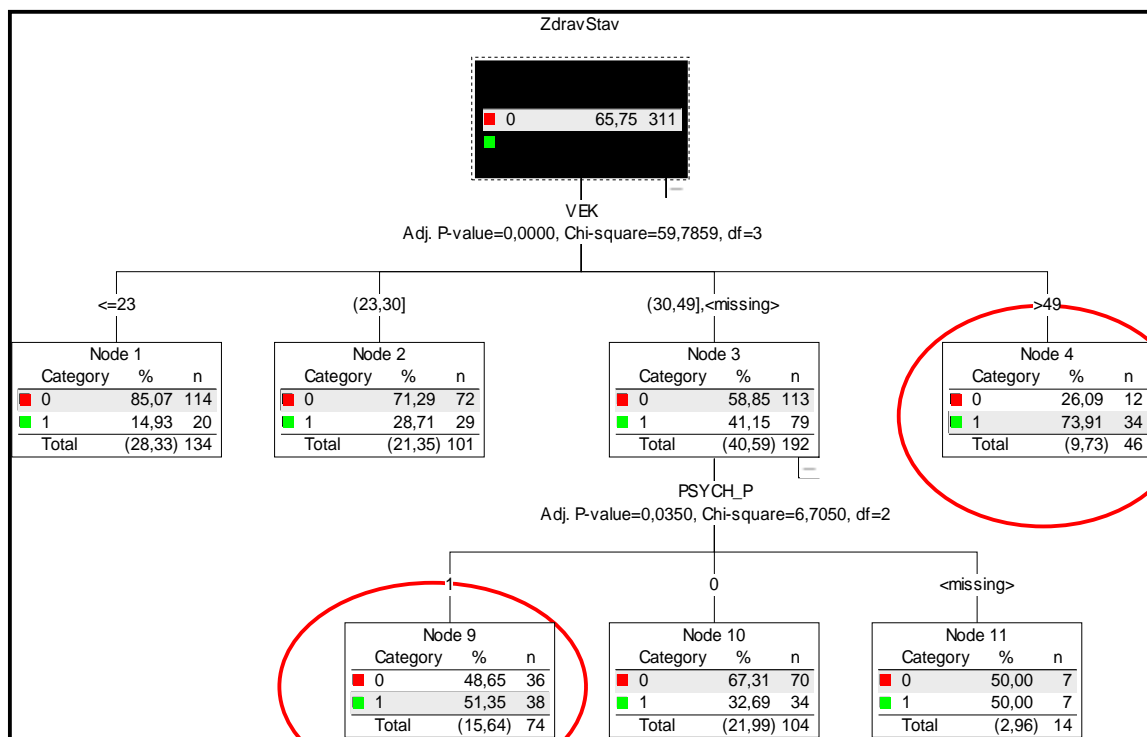 ZdravStav
0 65,75 311
VEK
Adj. P-value=0,0000, Chi-square=59,7859, df=3
<=23 (23,30] (30,49],<missing> >49
Node 1
Category % n
0 85,07 114
1 14,93 20
Total (28,33) 134
Node 2
Category % n
0 71,29 72
1 28,71 29
Total (21,35) 101
Node 3
Category % n
0 58,85 113
1 41,15 79
Total (40,59) 192
Node 4
Category % n
0 26,09 12
1 73,91 34
Total (9,73) 46
PSYCH_P
Adj. P-value=0,0350, Chi-square=6,7050, df=2
1 0 <missing>
Node 9
Category % n
0 48,65 36
1 51,35 38
Total (15,64) 74
Node 10
Category % n
0 67,31 70
1 32,69 34
Total (21,99) 104
Node 11
Category % n
0 50,00 7
1 50,00 7
Total (2,96) 14